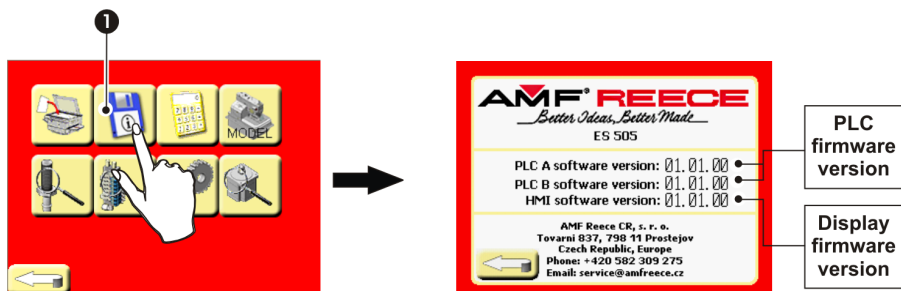 1
MODEL
AMF REECE
Better Ideas, Better Made
ES 505
PLC A software version: 01.01.00
PLC B software version: 01.01.00
HMI software version: 01.01.00
AMF Reece CR, s. r. o.
Tovarni 837, 798 11 Prostejov
Czech Republic, Europe
Phone: +420 582 309 275
Email: service@amfreece.cz
PLC
firmware
version
Display
firmware
version